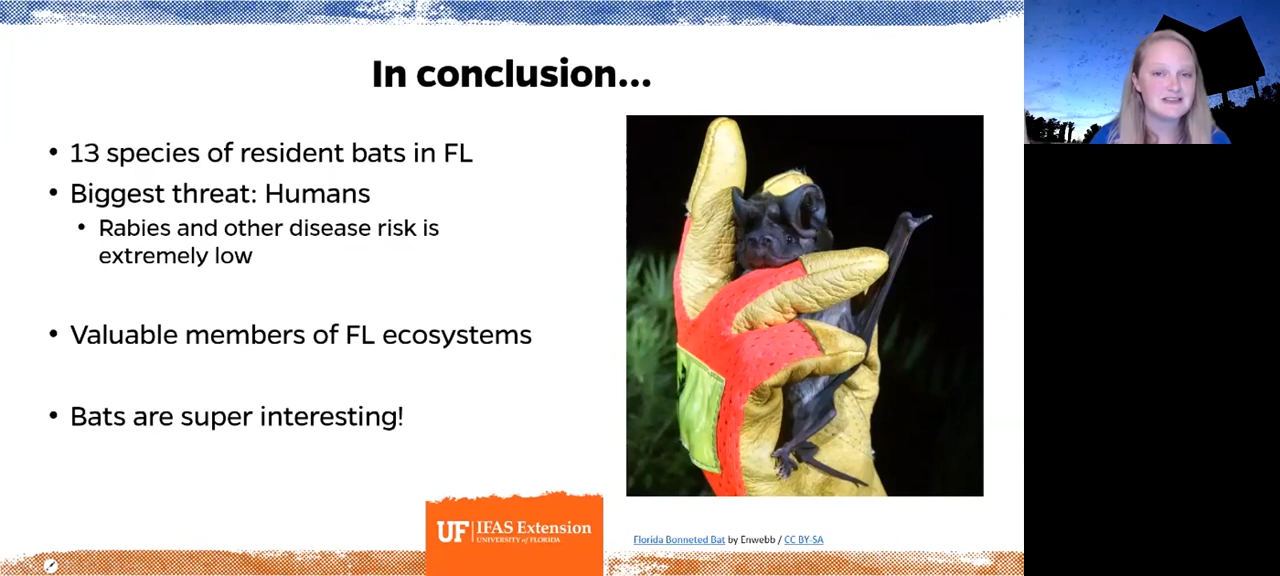 In conclusion...
• 13 species of resident bats in FL
• Biggest threat: Humans
• Rabies and other disease risk is
extremely low
• Valuable members of FL ecosystems
• Bats are super interesting!
UF | IFAS Extension
UNIVERSITY of FLORIDA
Florida Bonneted Bat by Enwebb / CC BY-SA